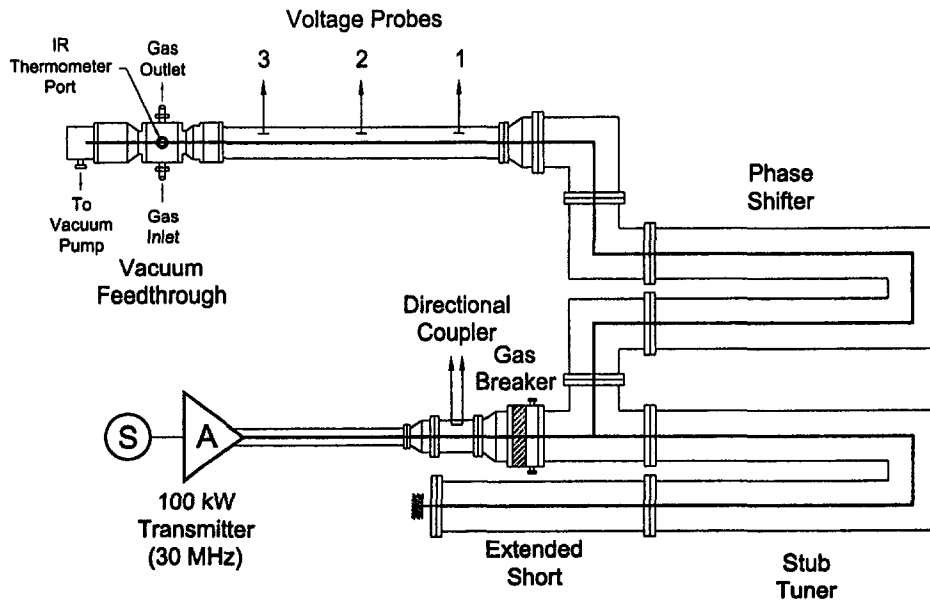 Voltage Probes
3
2
1
IR
Thermometer
Port
Gas
Outlet
To
Vacuum
Pump
Gas
Inlet
Vacuum
Feedthrough
Phase
Shifter
Directional
Coupler
Gas
Breaker
S
A
100 kW
Transmitter
(30 MHz)
Extended
Short
Stub
Tuner